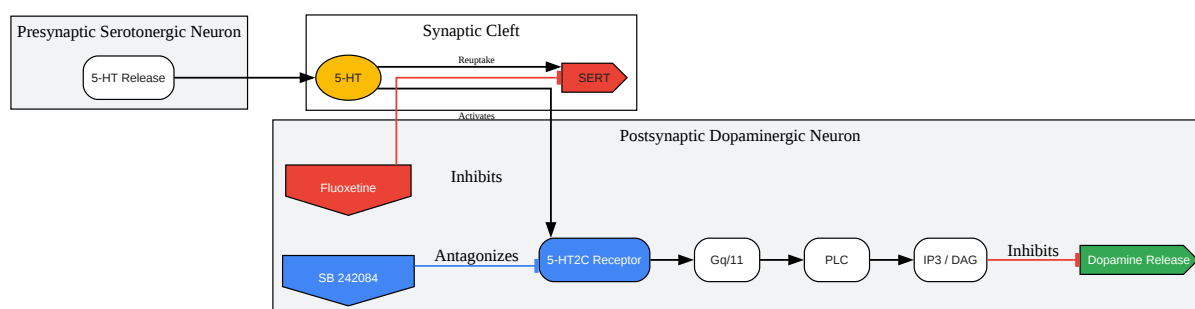 Presynaptic Serotonergic Neuron
5-HT Release
Synaptic Cleft
5-HT
Reuptake
SERT
Activates
Postsynaptic Dopaminergic Neuron
Fluoxetine
Inhibits
SB 242084
Antagonizes
5-HT2C Receptor
Gq/11
PLC
IP3 / DAG
Inhibits
Dopamine Release